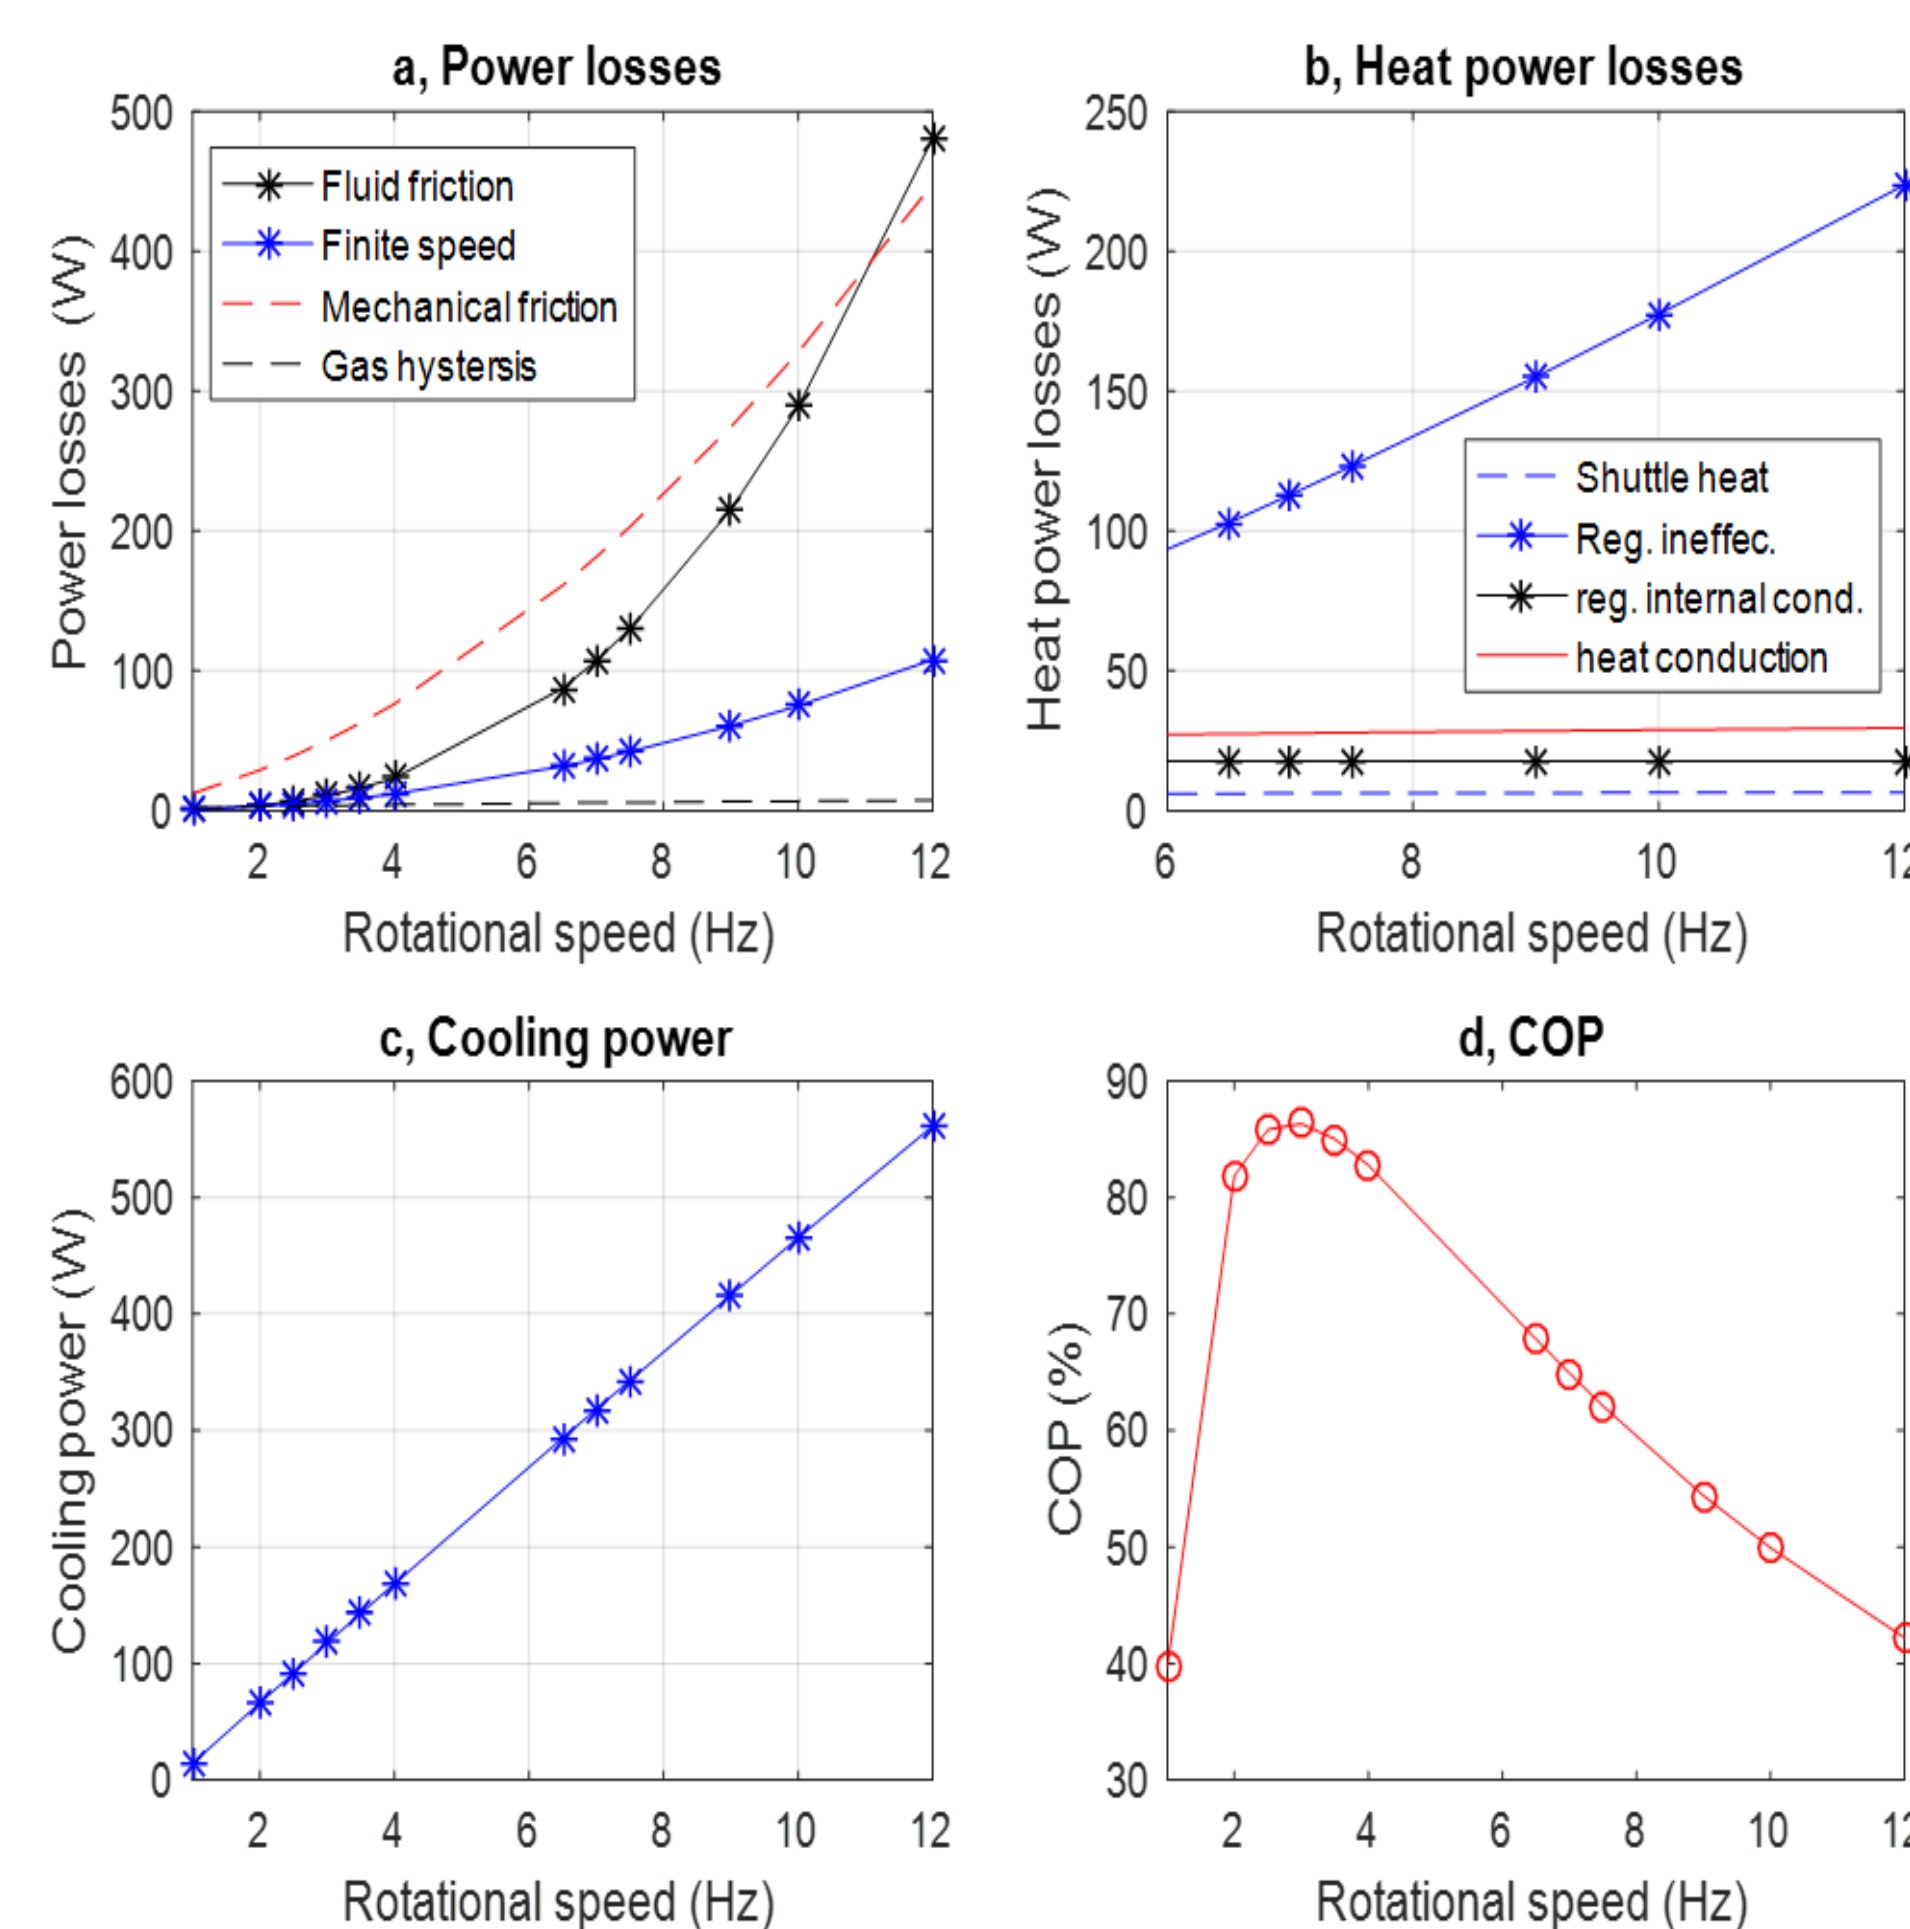 a, Power losses
500
400
300
200
100
0
Power losses (W)
Fluid friction
Finite speed
Mechanical friction
Gas hystersis
2 4 6 8 10 12
Rotational speed (Hz)
b, Heat power losses
250
200
150
100
50
0
Heat power losses (W)
Shuttle heat
Reg. ineffec.
reg. internal cond.
heat conduction
6 8 10 12
Rotational speed (Hz)
c, Cooling power
600
500
400
300
200
100
0
Cooling power (W)
2 4 6 8 10 12
Rotational speed (Hz)
d, COP
90
80
70
60
50
40
30
COP (%)
2 4 6 8 10 12
Rotational speed (Hz)